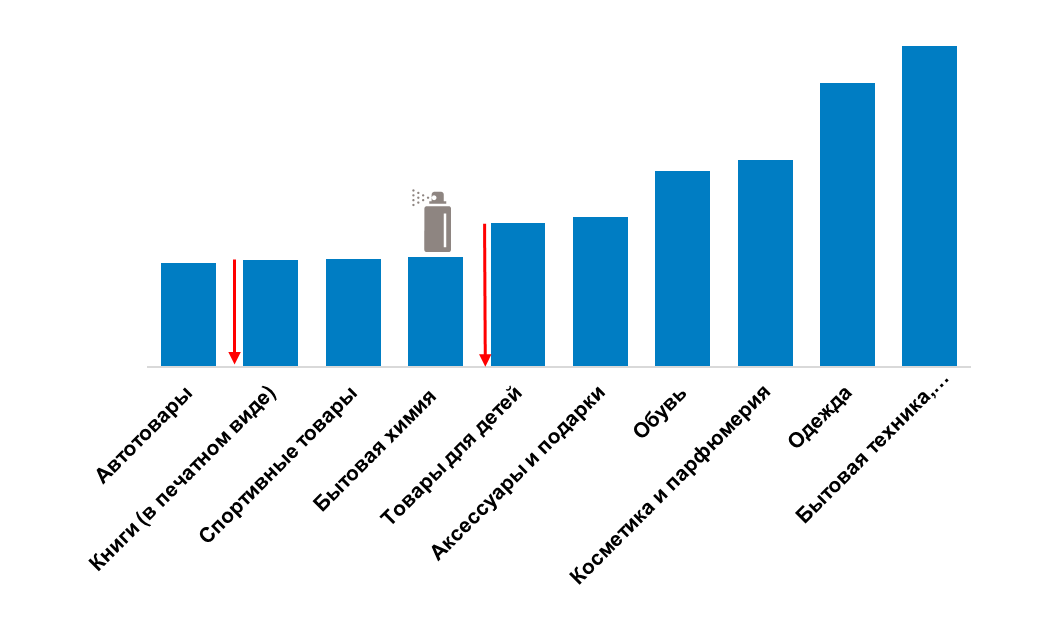 Автотовары
Книги (в печатном виде)
Спортивные товары
Бытовая химия
Товары для детей
Аксессуары и подарки
Обувь
Косметика и парфюмерия
Одежда
Бытовая техника,…